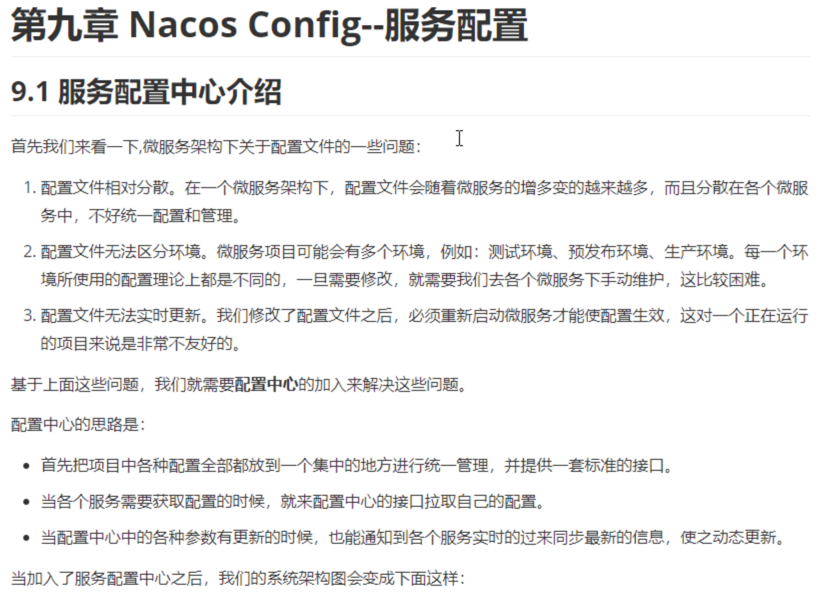 第九章 Nacos Config--服务配置
9.1 服务配置中心介绍
首先我们来看一下,微服务架构下关于配置文件的一些问题：
1. 配置文件相对分散。在一个微服务架构下，配置文件会随着微服务的增多变的越来越多，而且分散在各个微服
务中，不好统一配置和管理。
2. 配置文件无法区分环境。微服务项目可能会有多个环境，例如：测试环境、预发布环境、生产环境。每一个环
境所使用的配置理论上都是不同的，一旦需要修改，就需要我们去各个微服务下手动维护，这比较困难。
3. 配置文件无法实时更新。我们修改了配置文件之后，必须重新启动微服务才能使配置生效，这对一个正在运行
的项目来说是非常不友好的。
基于上面这些问题，我们就需要配置中心的加入来解决这些问题。
配置中心的思路是：
• 首先把项目中各种配置全部都放到一个集中的地方进行统一管理，并提供一套标准的接口。
• 当各个服务需要获取配置的时候，就来配置中心的接口拉取自己的配置。
• 当配置中心中的各种参数有更新的时候，也能通知到各个服务实时的过来同步最新的信息，使之动态更新。
当加入了服务配置中心之后，我们的系统架构图会变成下面这样：